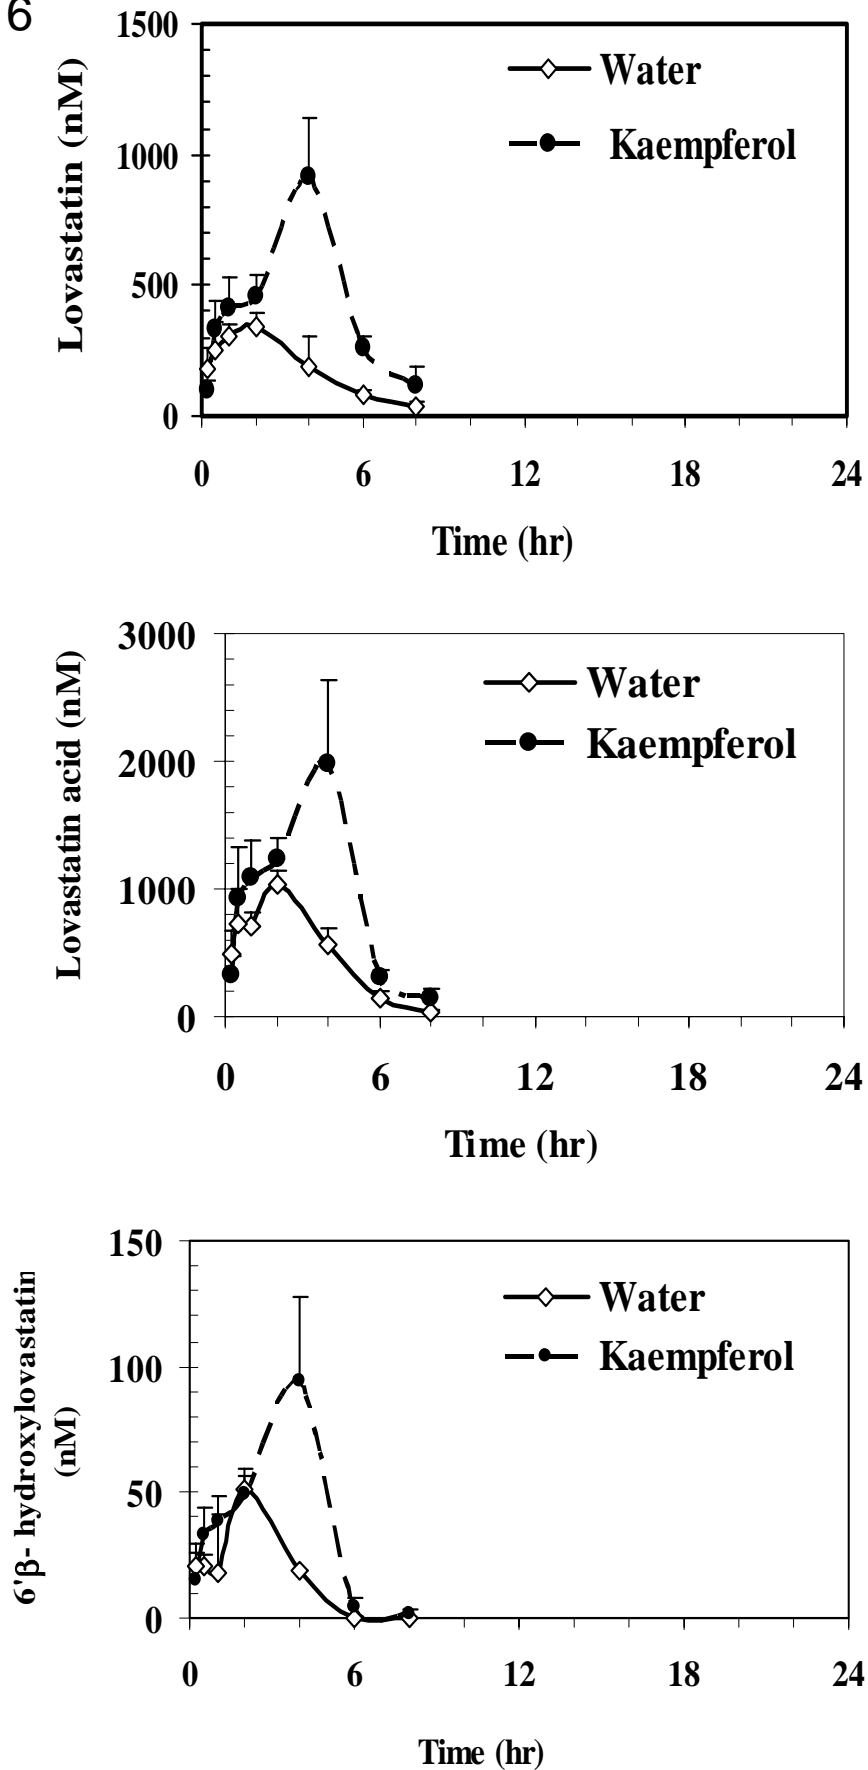 6
1500
1000
500
0
Lovastatin (nM)
Water
Kaempferol
0 6 12 18 24
Time (hr)
3000
2000
1000
0
Lovastatin acid (nM)
Water
Kaempferol
0 6 12 18 24
Time (hr)
150
100
50
0
6'β- hydroxylovastatin
(nM)
Water
Kaempferol
0 6 12 18 24
Time (hr)